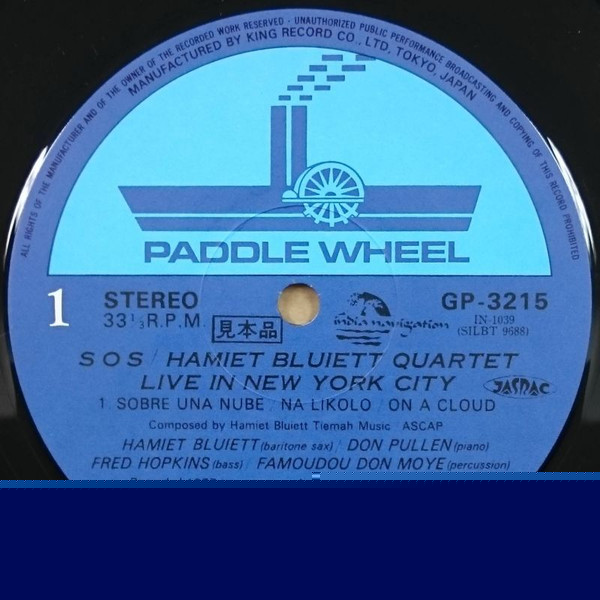 ALL RIGHTS OF THE MANUFACTURER AND OF THE OWNER OF THE RECORDED WORK RESERVED · UNAUTHORIZED PUBLIC PERFORMANCE BROADCASTING AND COPYING OF THIS RECORD PROHIBITED
MANUFACTURED BY KING RECORD CO., LTD, TOKYO, JAPAN
PADDLE WHEEL
1
STEREO
33⅓ R.P.M.
見本品
india navigation
GP-3215
IN-1039
(SILBT 9688)
SOS / HAMIET BLUIETT QUARTET
LIVE IN NEW YORK CITY
JASRAC
1 SOBRE UNA NUBE / NA LIKOLO / ON A CLOUD
Composed by Hamiet Bluiett Tiemah Music / ASCAP
HAMIET BLUIETT (baritone sax) / DON PULLEN (piano)
FRED HOPKINS (bass) / FAMOUDOU DON MOYE (percussion)